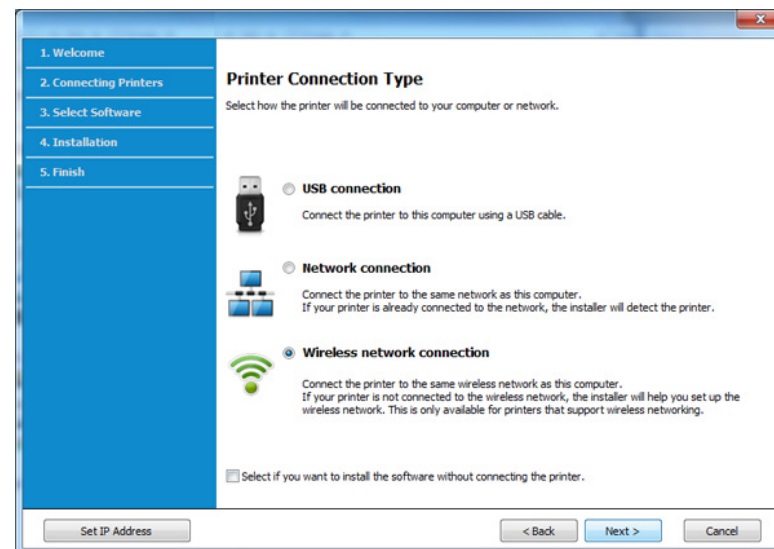 1. Welcome
2. Connecting Printers
3. Select Software
4. Installation
5. Finish
Printer Connection Type
Select how the printer will be connected to your computer or network.
USB connection
Connect the printer to this computer using a USB cable.
Network connection
Connect the printer to the same network as this computer.
If your printer is already connected to the network, the installer will detect the printer.
Wireless network connection
Connect the printer to the same wireless network as this computer.
If your printer is not connected to the wireless network, the installer will help you set up the
wireless network. This is only available for printers that support wireless networking.
Select if you want to install the software without connecting the printer.
Set IP Address
< Back
Next >
Cancel